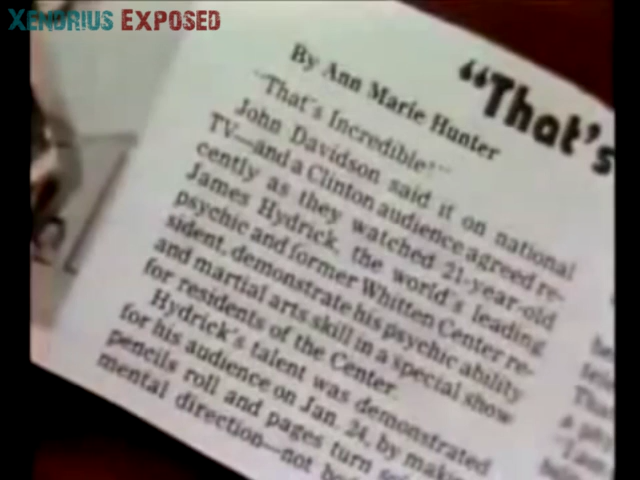 XENDRIUS EXPOSED
"That's
By Ann Marie Hunter
"That's Incredible!"
John Davidson said it on national
TV—and a Clinton audience agreed re-
cently as they watched 21-year-old
James Hydrick, the world's leading
psychic and former Whitten Center re-
sident, demonstrate his psychic ability
and martial arts skill in a special show
for residents of the Center.
Hydrick's talent was demonstrated
for his audience on Jan. 24, by
pencils roll and pages turn
mental direction—not